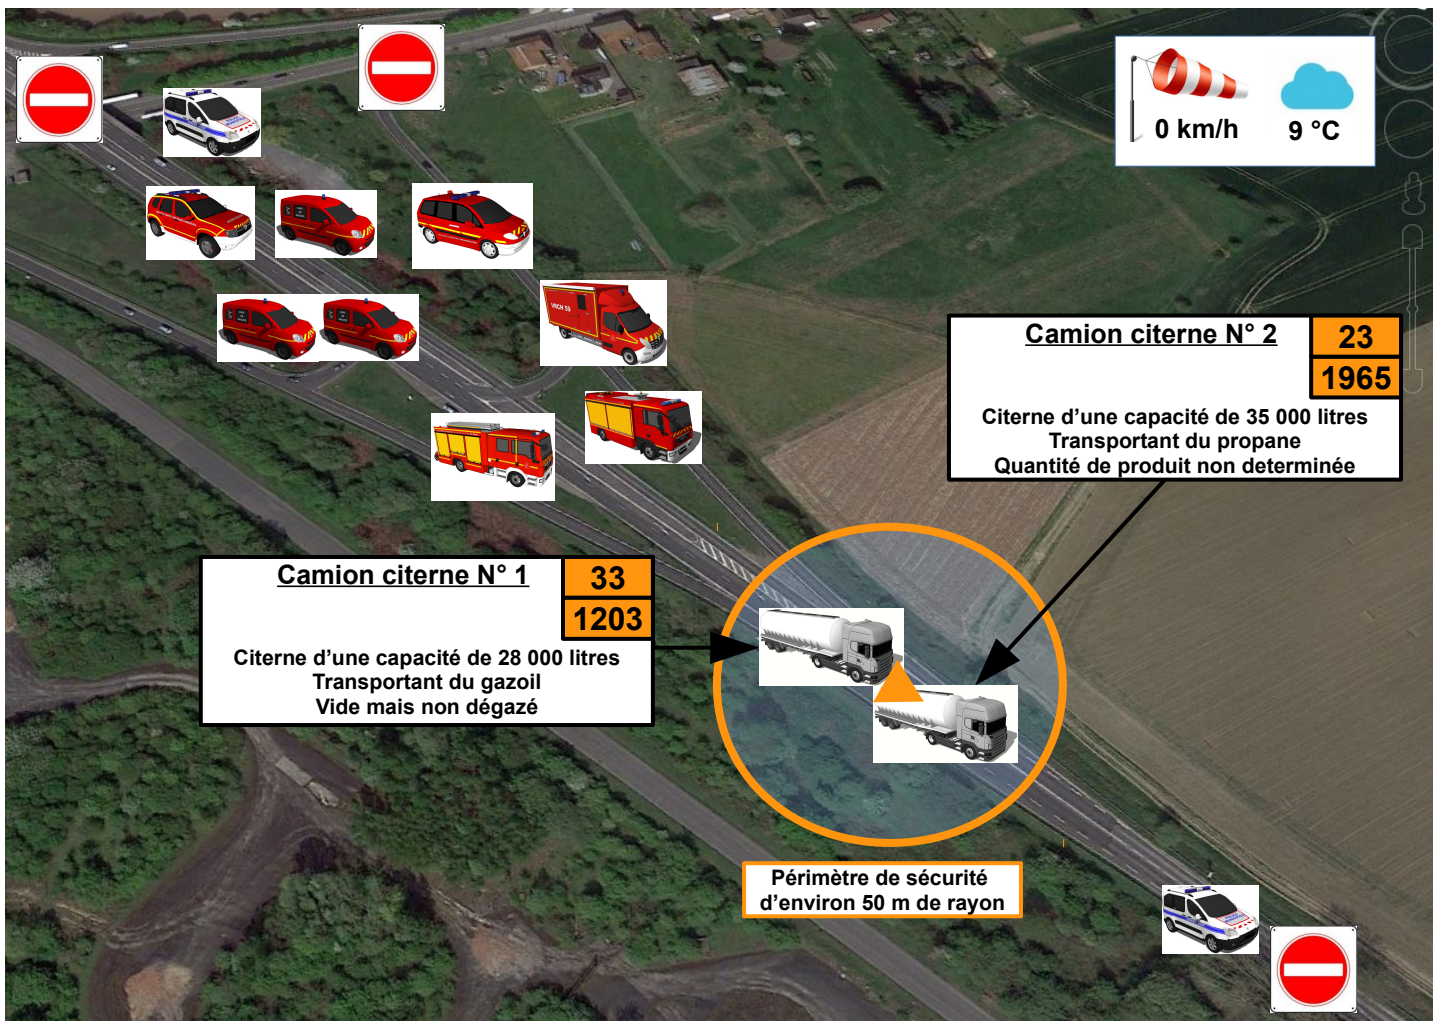 0 km/h
9 °C
VRCH 59
Camion citerne N° 2
23
1965
Citerne d'une capacité de 35 000 litres
Transportant du propane
Quantité de produit non determinée
Camion citerne N° 1
33
1203
Citerne d'une capacité de 28 000 litres
Transportant du gazoil
Vide mais non dégazé
Périmètre de sécurité
d'environ 50 m de rayon